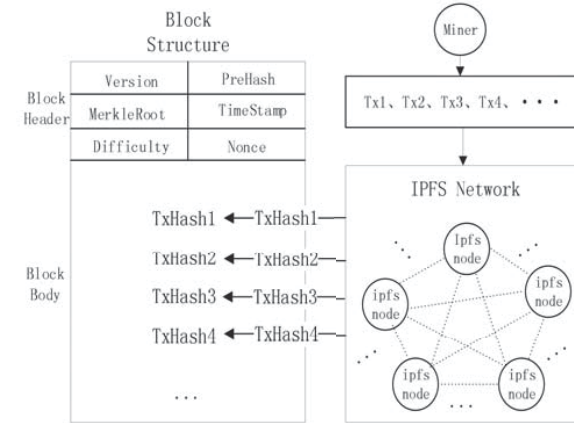 Block
Structure
Miner
Block
Header
Version PreHash
MerkleRoot TimeStamp
Difficulty Nonce
Tx1、Tx2、Tx3、Tx4、・・・
IPFS Network
Block
Body
TxHash1 TxHash1
TxHash2 TxHash2
TxHash3 TxHash3
TxHash4 TxHash4
...
Ipfs
node
ipfs
node
ipfs
node
ipfs
node
ipfs
node
...
...
...
...
...